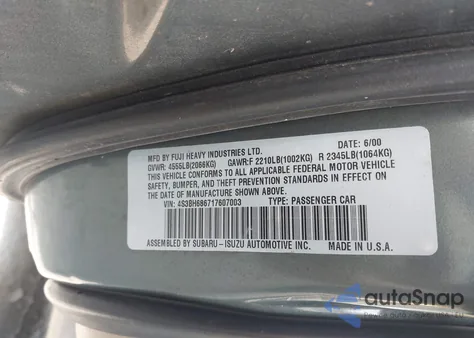 MFD BY FUJI HEAVY INDUSTRIES LTD. DATE: 6/00
GVWR: 4555LB(2066KG) GAWR:F 2210LB(1002KG) R 2345LB(1064KG)
THIS VEHICLE CONFORMS TO ALL APPLICABLE FEDERAL MOTOR VEHICLE
SAFETY, BUMPER, AND THEFT PREVENTION STANDARDS IN EFFECT ON
THE DATE OF MANUFACTURE SHOWN ABOVE.
VIN: 4S3BH686717607003 TYPE: PASSENGER CAR
ASSEMBLED BY SUBARU-ISUZU AUTOMOTIVE INC. MADE IN U.S.A.
autoSnap